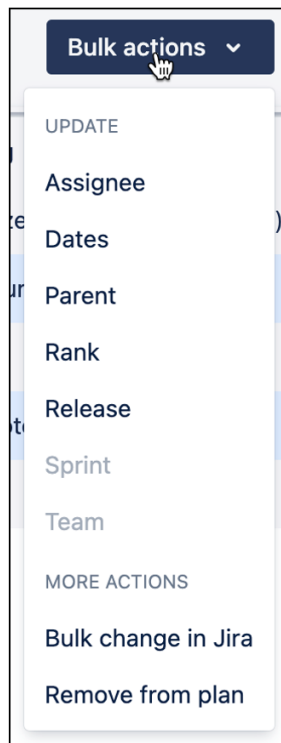 Bulk actions
UPDATE
Assignee
Dates
Parent
Rank
Release
Sprint
Team
MORE ACTIONS
Bulk change in Jira
Remove from plan